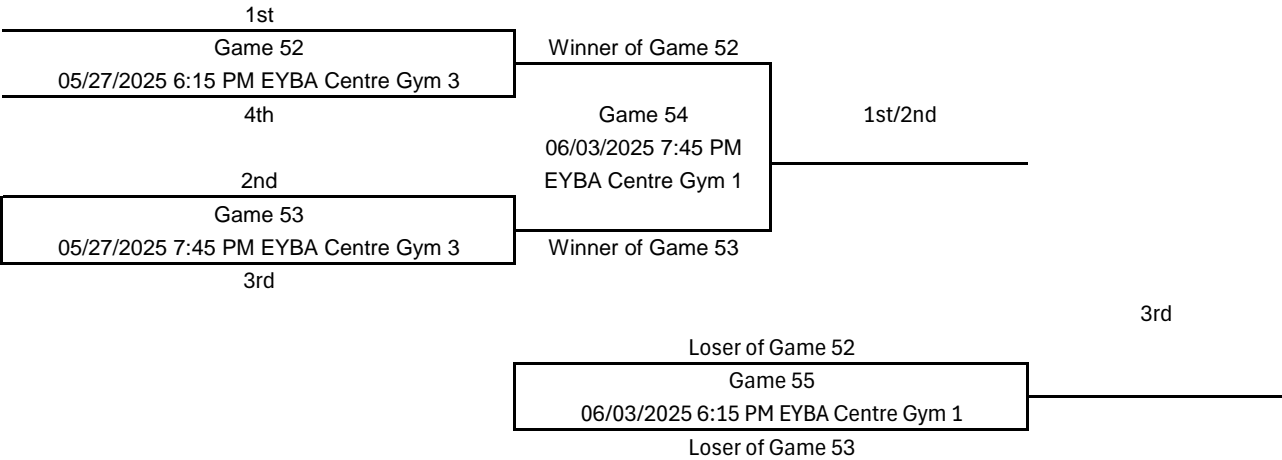 1st
Game 52
05/27/2025 6:15 PM EYBA Centre Gym 3
4th
Winner of Game 52
Game 54
06/03/2025 7:45 PM
EYBA Centre Gym 1
Winner of Game 53
1st/2nd
2nd
Game 53
05/27/2025 7:45 PM EYBA Centre Gym 3
3rd
3rd
Loser of Game 52
Game 55
06/03/2025 6:15 PM EYBA Centre Gym 1
Loser of Game 53